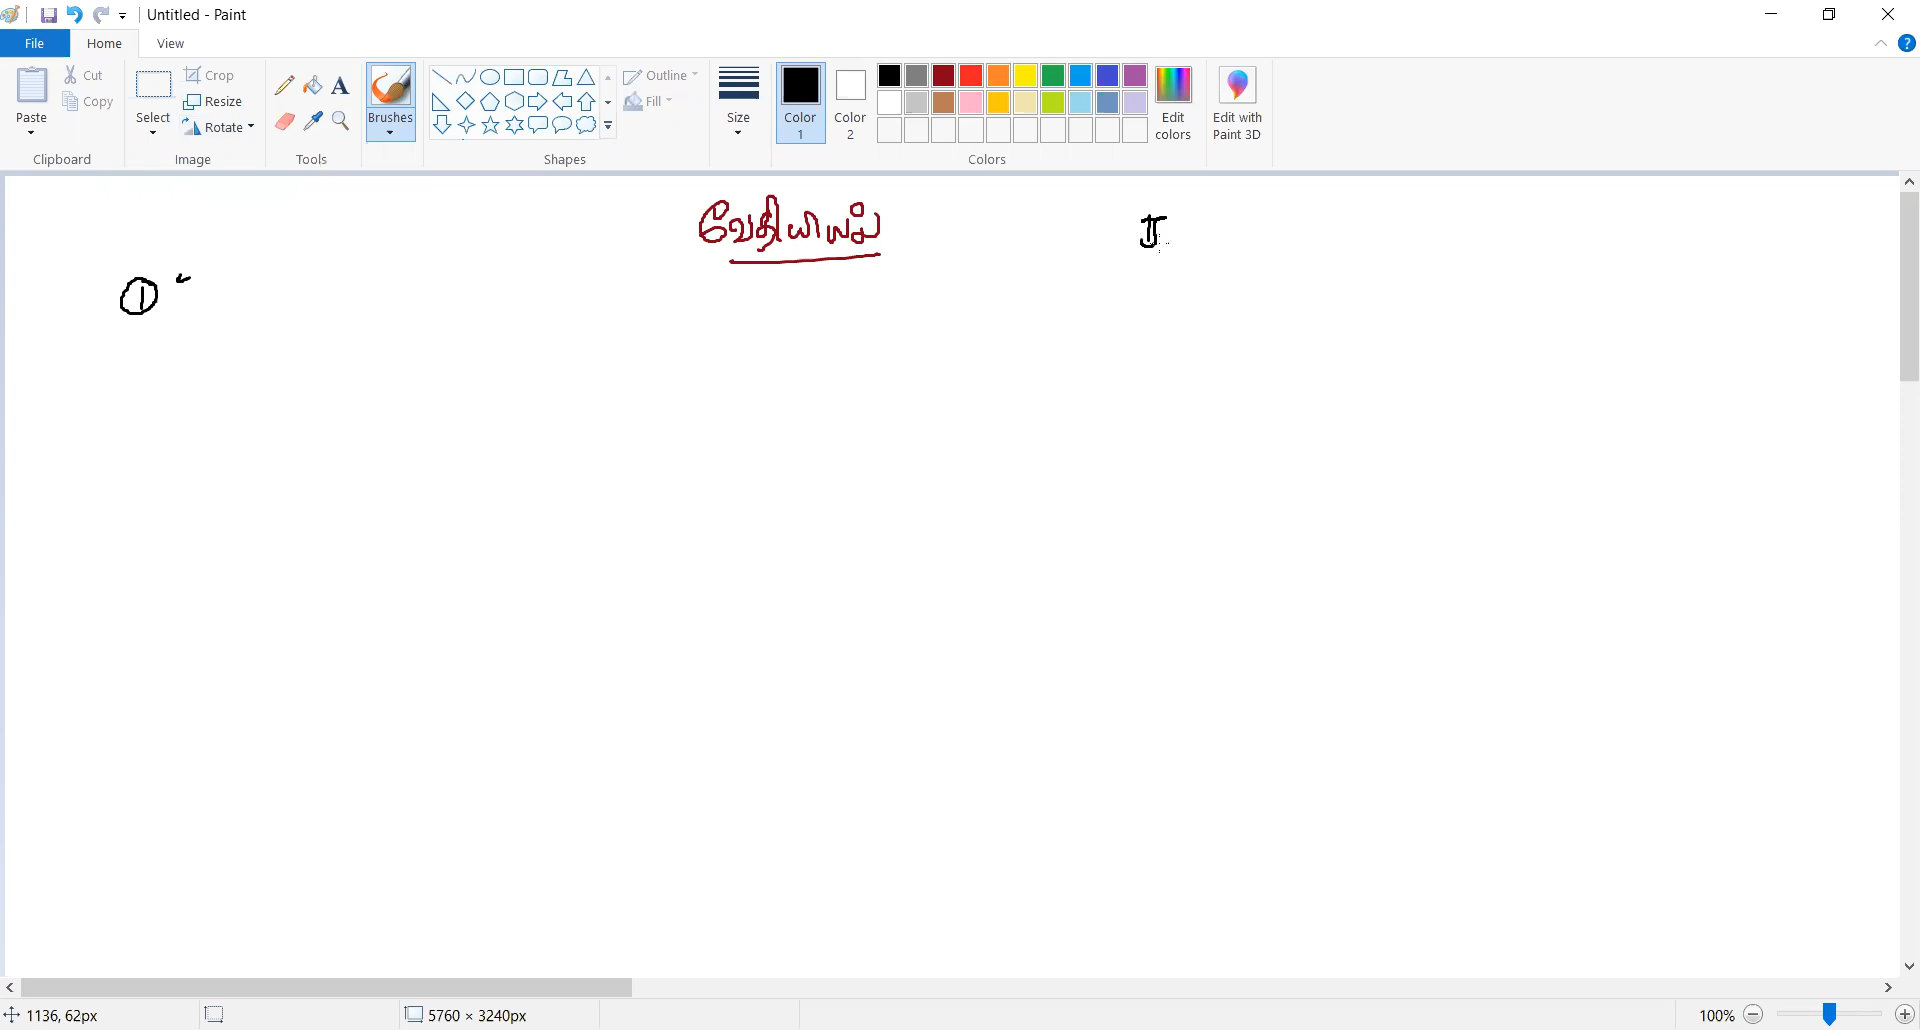 Untitled - Paint
File Home View
Paste Cut Copy Select Crop Resize Rotate Brushes Outline Fill Size Color 1 Color 2 Edit colors Edit with Paint 3D
Clipboard Image Tools Shapes Colors
வேதியியல்
①
1136, 62px 5760 × 3240px 100%